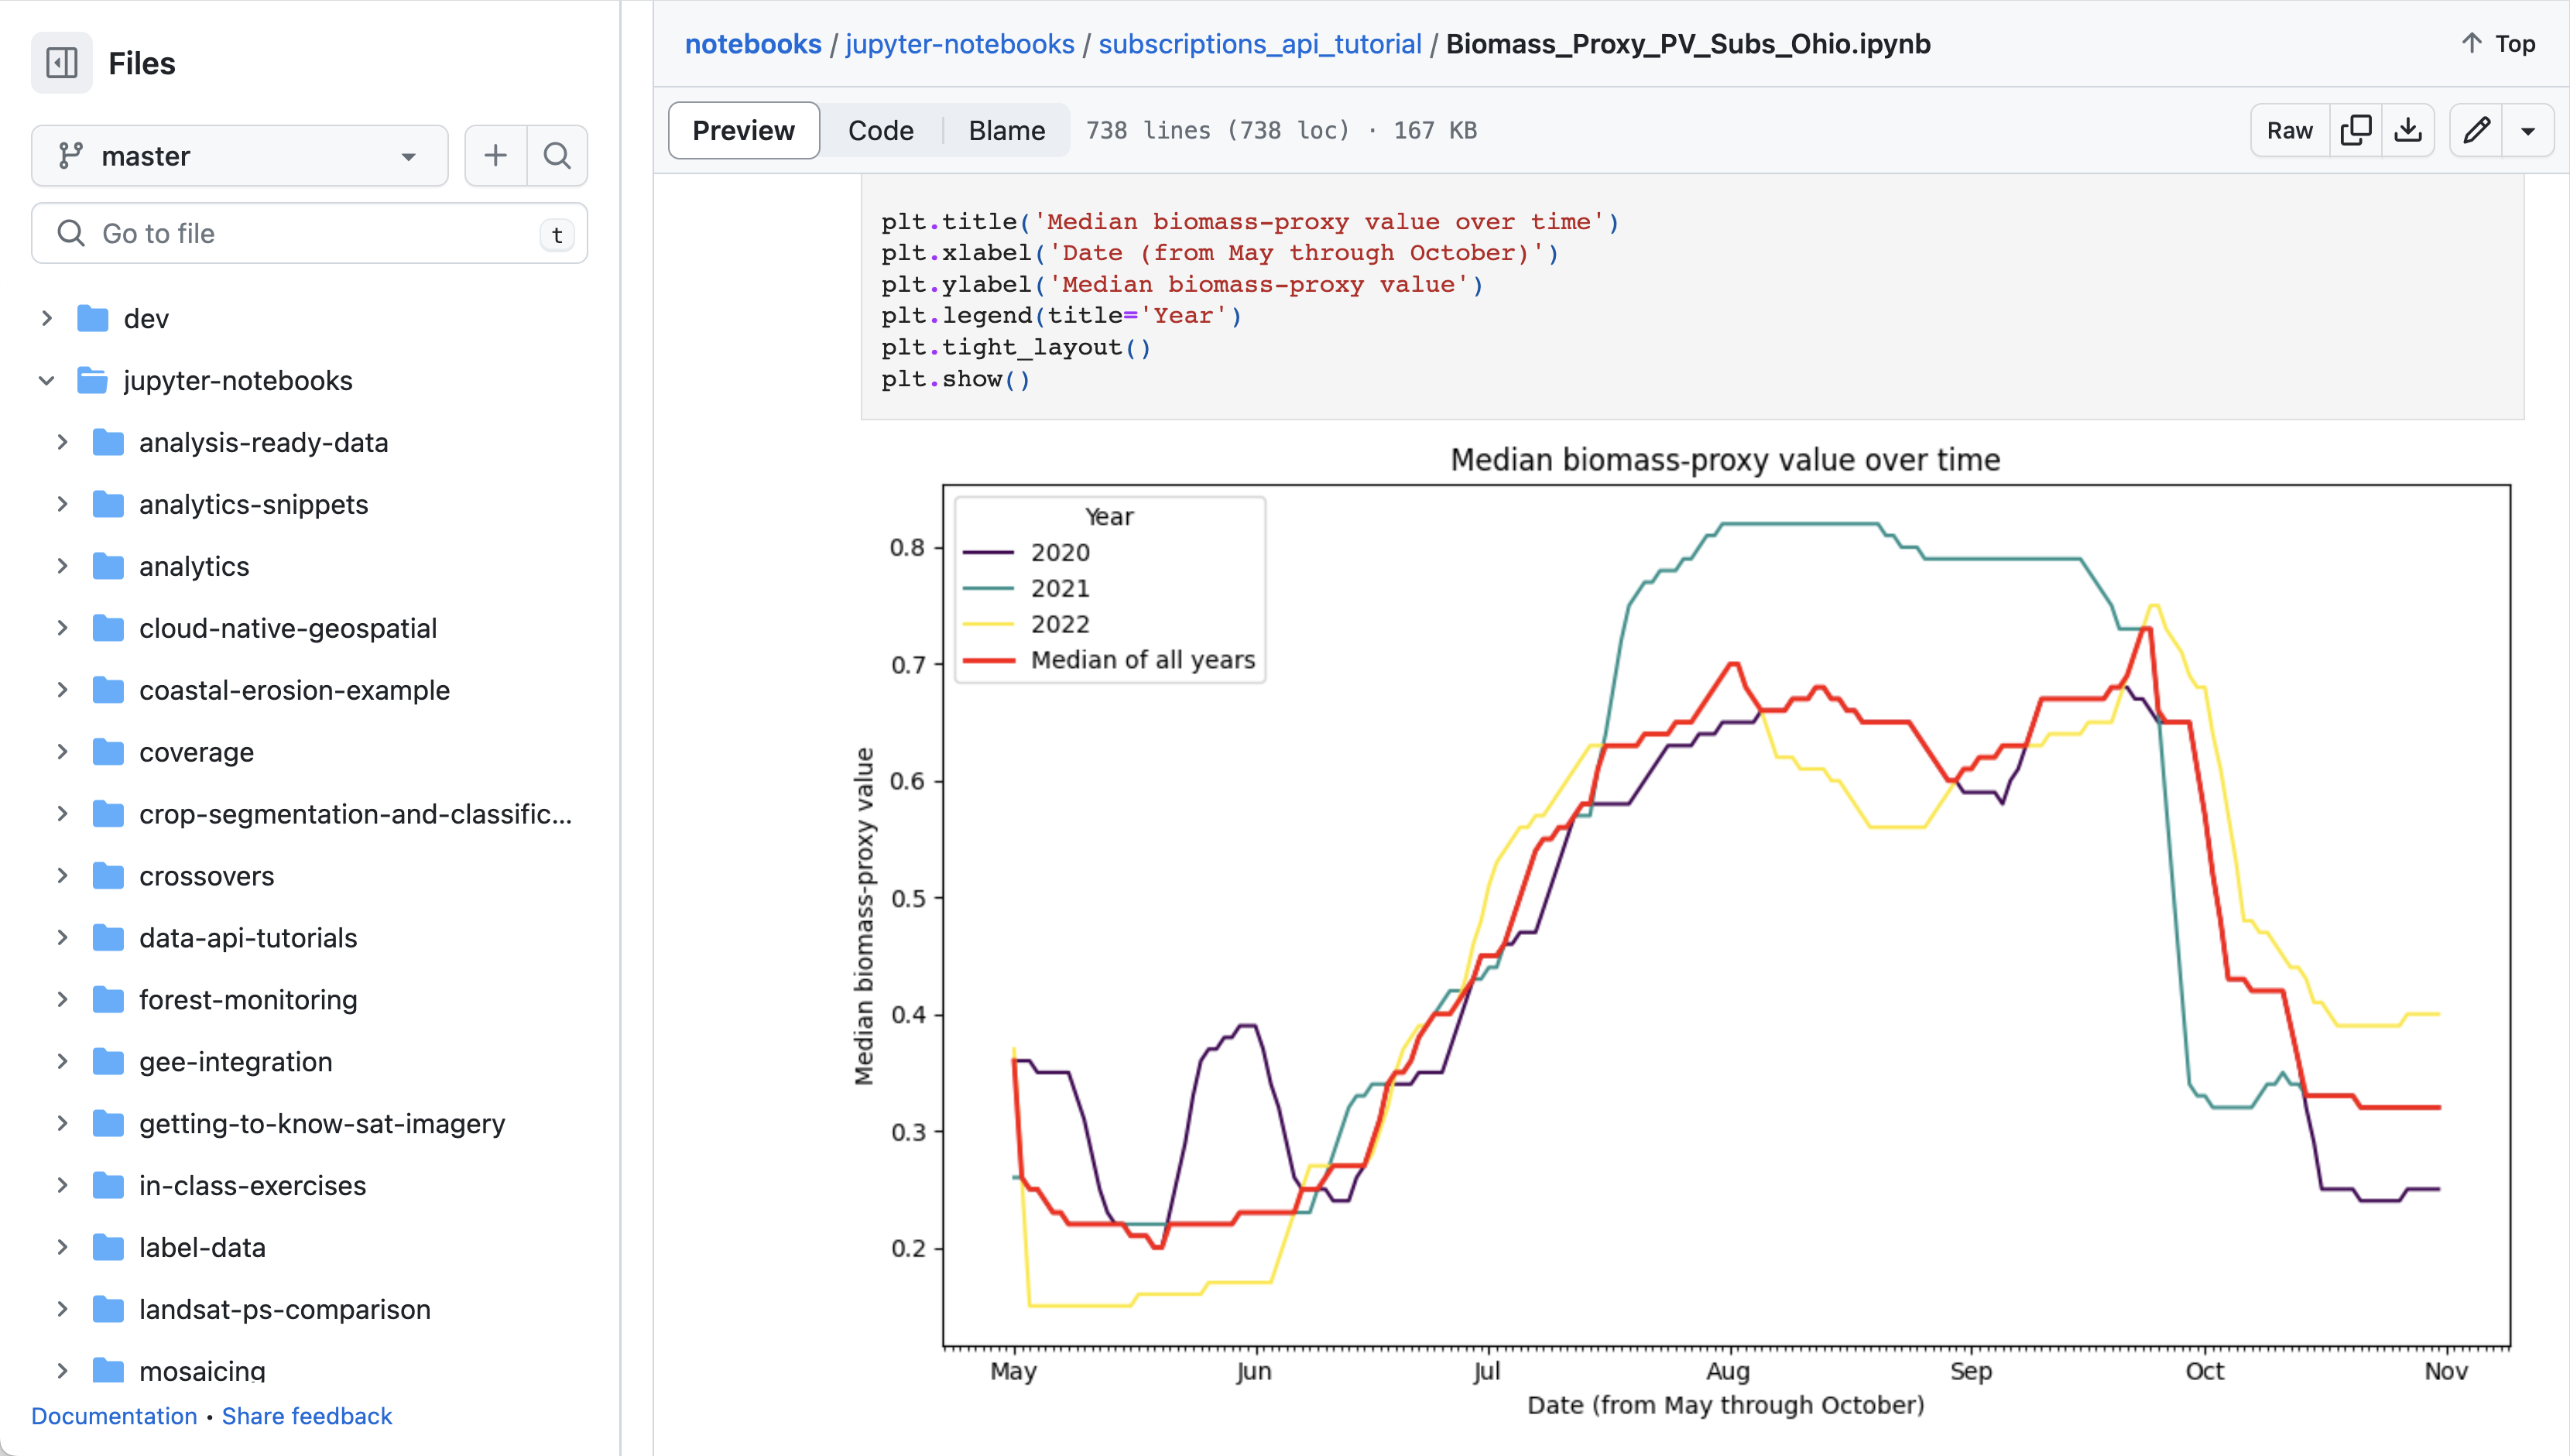 Files
master
Go to file
t
dev
jupyter-notebooks
analysis-ready-data
analytics-snippets
analytics
cloud-native-geospatial
coastal-erosion-example
coverage
crop-segmentation-and-classific...
crossovers
data-api-tutorials
forest-monitoring
gee-integration
getting-to-know-sat-imagery
in-class-exercises
label-data
landsat-ps-comparison
mosaicing
Documentation • Share feedback
notebooks / jupyter-notebooks / subscriptions_api_tutorial / Biomass_Proxy_PV_Subs_Ohio.ipynb
Top
Preview Code Blame 738 lines (738 loc) · 167 KB
Raw
plt.title('Median biomass-proxy value over time')
plt.xlabel('Date (from May through October)')
plt.ylabel('Median biomass-proxy value')
plt.legend(title='Year')
plt.tight_layout()
plt.show()
Median biomass-proxy value over time
Year
2020
2021
2022
Median of all years
Median biomass-proxy value
0.8
0.7
0.6
0.5
0.4
0.3
0.2
May Jun Jul Aug Sep Oct Nov
Date (from May through October)